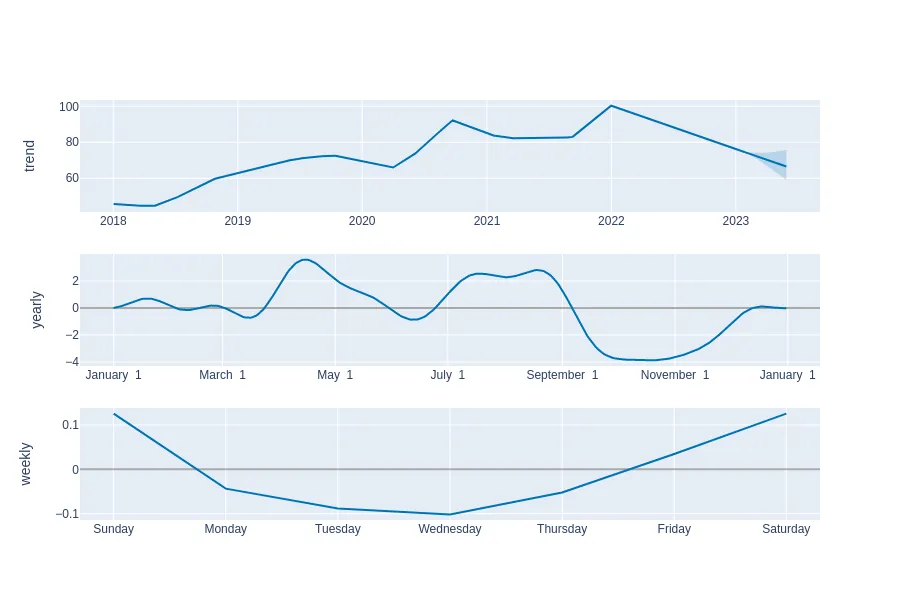 trend
100
80
60
2018 2019 2020 2021 2022 2023
yearly
2
0
−2
−4
January 1 March 1 May 1 July 1 September 1 November 1 January 1
weekly
0.1
0
−0.1
Sunday Monday Tuesday Wednesday Thursday Friday Saturday